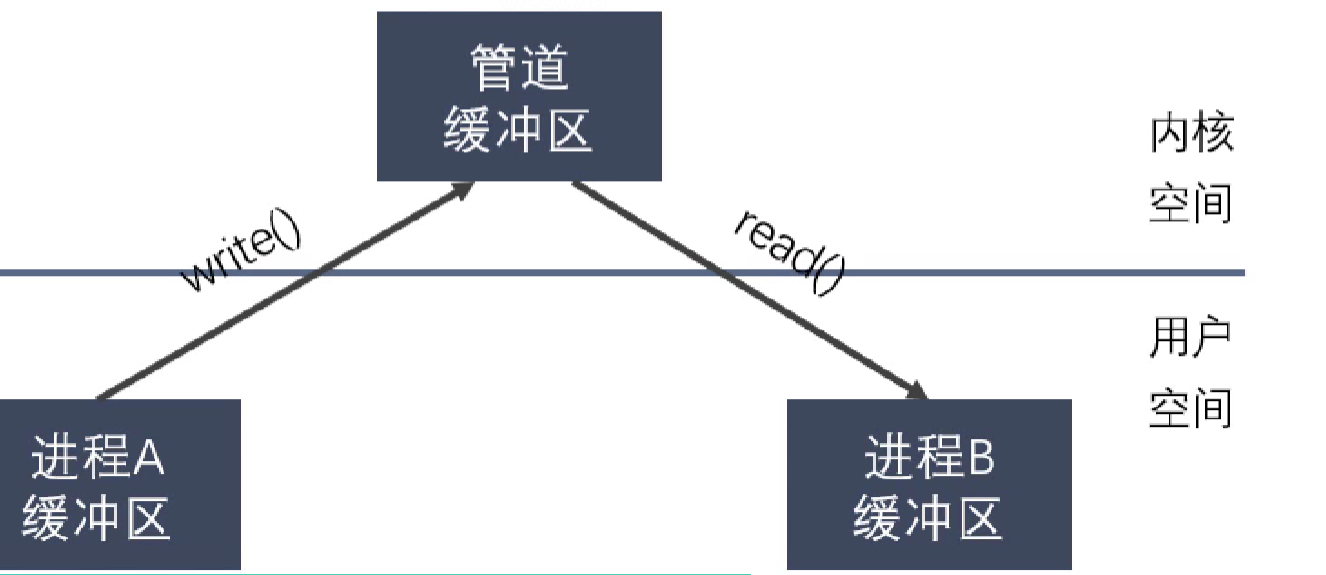 管道
缓冲区
内核
空间
write()
read()
用户
空间
进程A
缓冲区
进程B
缓冲区